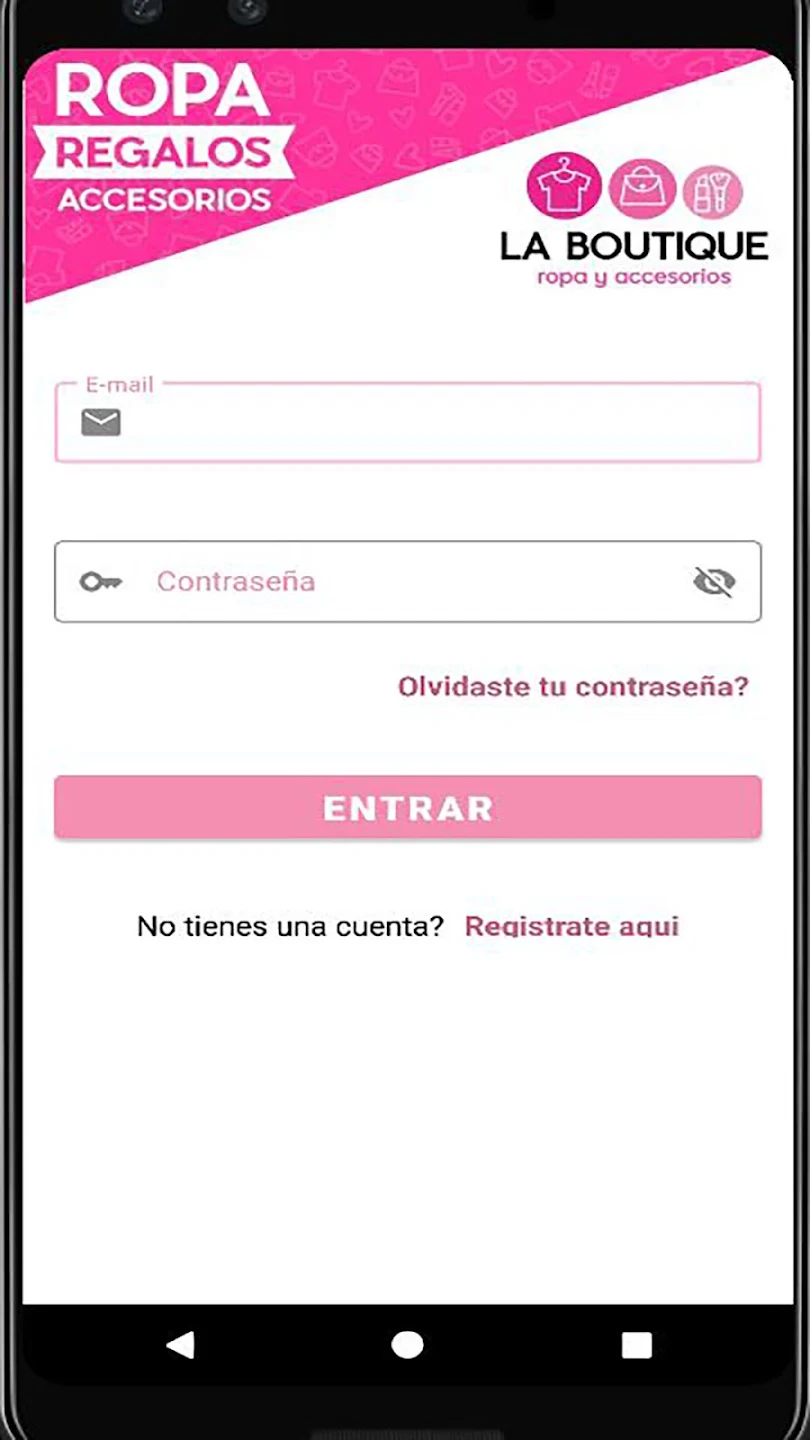 ROPA
REGALOS
ACCESORIOS
LA BOUTIQUE
ropa y accesorios
E-mail
Contraseña
Olvidaste tu contraseña?
ENTRAR
No tienes una cuenta? Registrate aqui